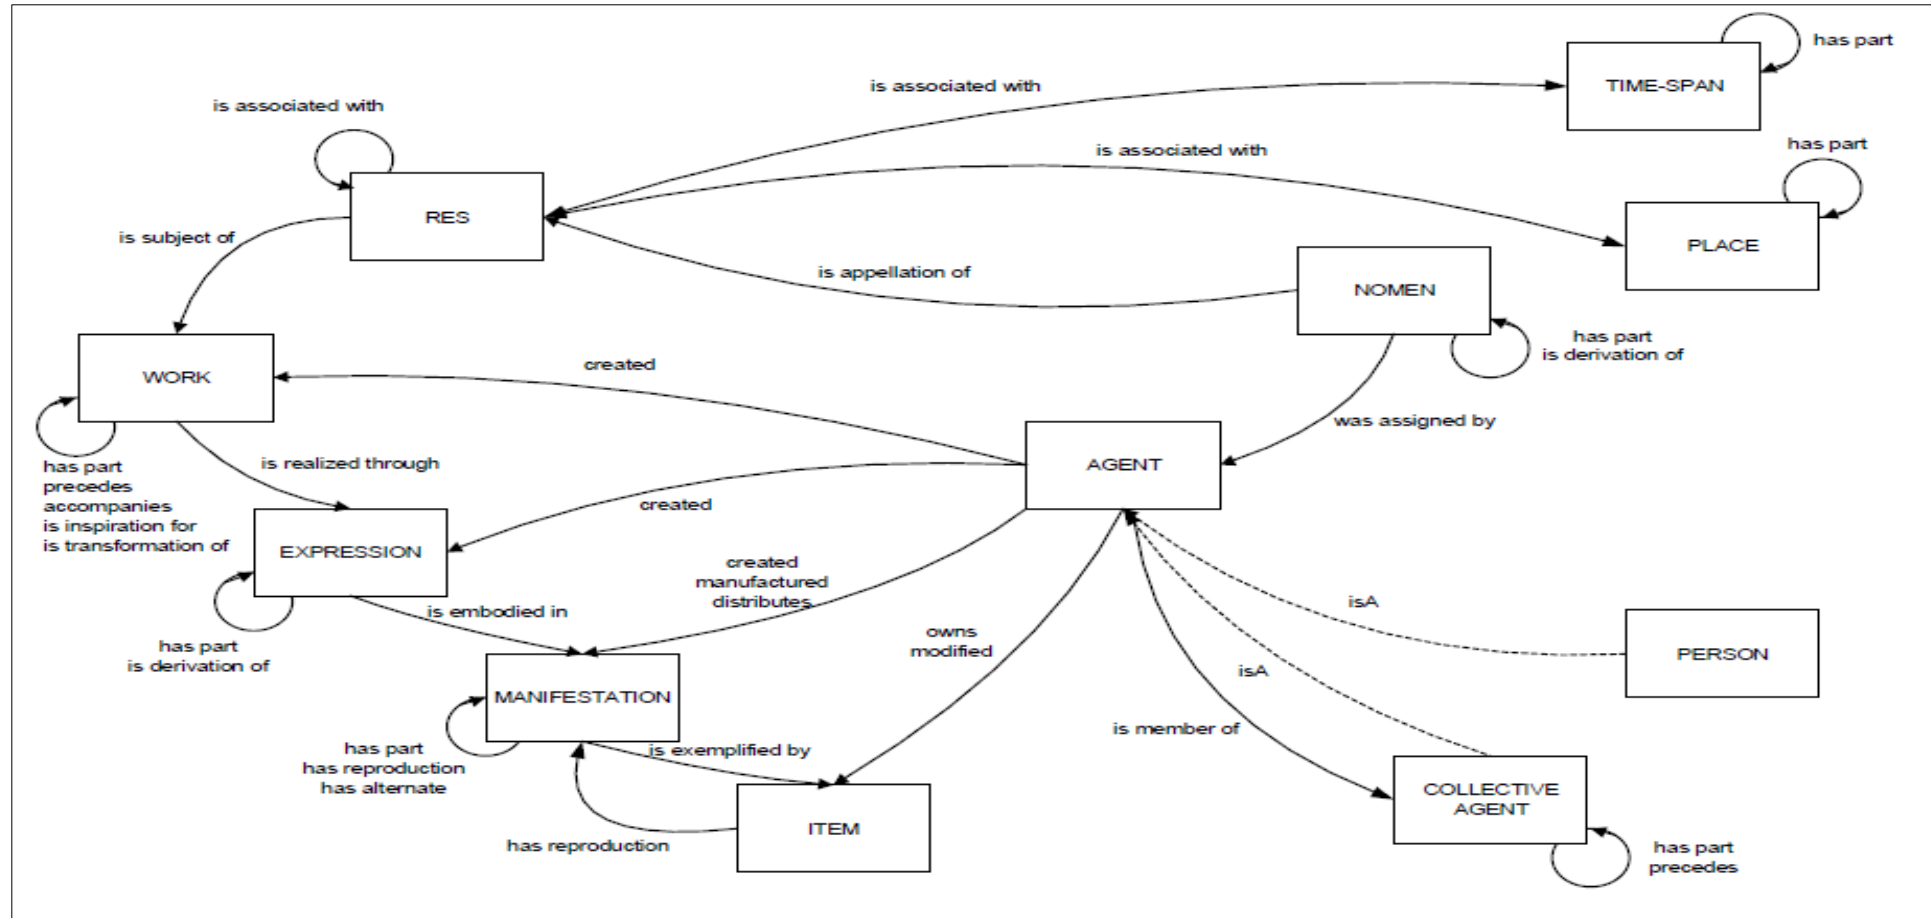 has part
is associated with
TIME-SPAN
is associated with
has part
is associated with
RES
is subject of
PLACE
is appellation of
NOMEN
has part
is derivation of
created
WORK
was assigned by
is realized through
AGENT
has part
precedes
accompanies
is inspiration for
is transformation of
created
EXPRESSION
created
manufactured
distributes
is embodied in
isA
has part
is derivation of
owns
modified
PERSON
isA
MANIFESTATION
is member of
has part
has reproduction
has alternate
is exemplified by
COLLECTIVE
AGENT
ITEM
has reproduction
has part
precedes